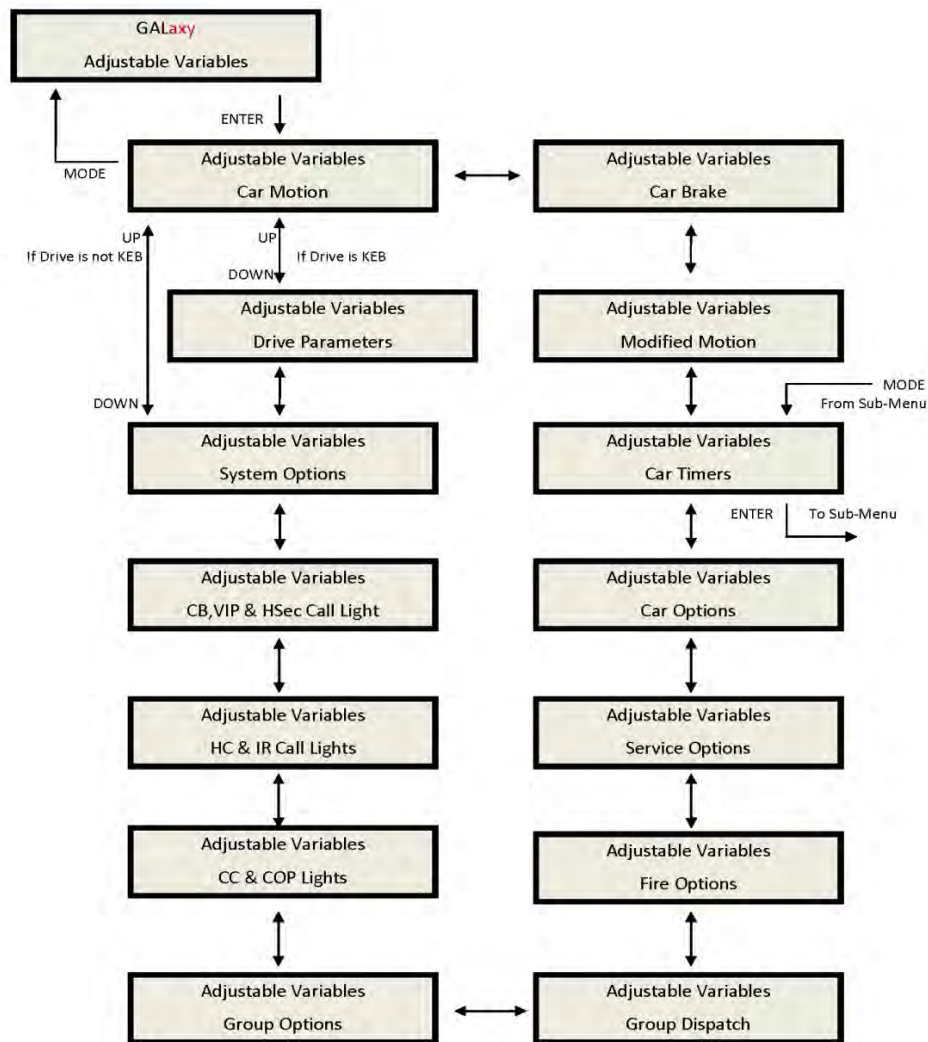 GALaxy
Adjustable Variables
ENTER
MODE
Adjustable Variables
Car Motion
Adjustable Variables
Car Brake
UP
If Drive is not KEB
UP
If Drive is KEB
DOWN
Adjustable Variables
Drive Parameters
Adjustable Variables
Modified Motion
DOWN
MODE
From Sub-Menu
Adjustable Variables
System Options
Adjustable Variables
Car Timers
ENTER
To Sub-Menu
Adjustable Variables
CB,VIP & HSec Call Light
Adjustable Variables
Car Options
Adjustable Variables
HC & IR Call Lights
Adjustable Variables
Service Options
Adjustable Variables
CC & COP Lights
Adjustable Variables
Fire Options
Adjustable Variables
Group Options
Adjustable Variables
Group Dispatch